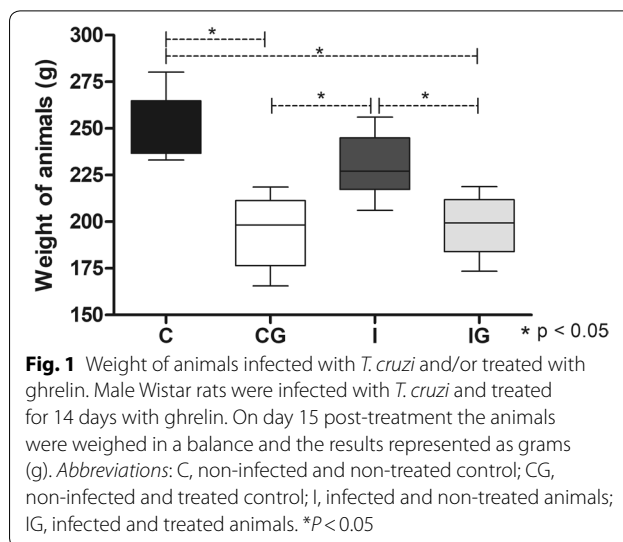 *
*
*
*
Weight of animals (g)
300
275
250
225
200
175
150
C CG I IG * p < 0.05
Fig. 1 Weight of animals infected with T. cruzi and/or treated with
ghrelin. Male Wistar rats were infected with T. cruzi and treated
for 14 days with ghrelin. On day 15 post-treatment the animals
were weighed in a balance and the results represented as grams
(g). Abbreviations: C, non-infected and non-treated control; CG,
non-infected and treated control; I, infected and non-treated animals;
IG, infected and treated animals. *P < 0.05